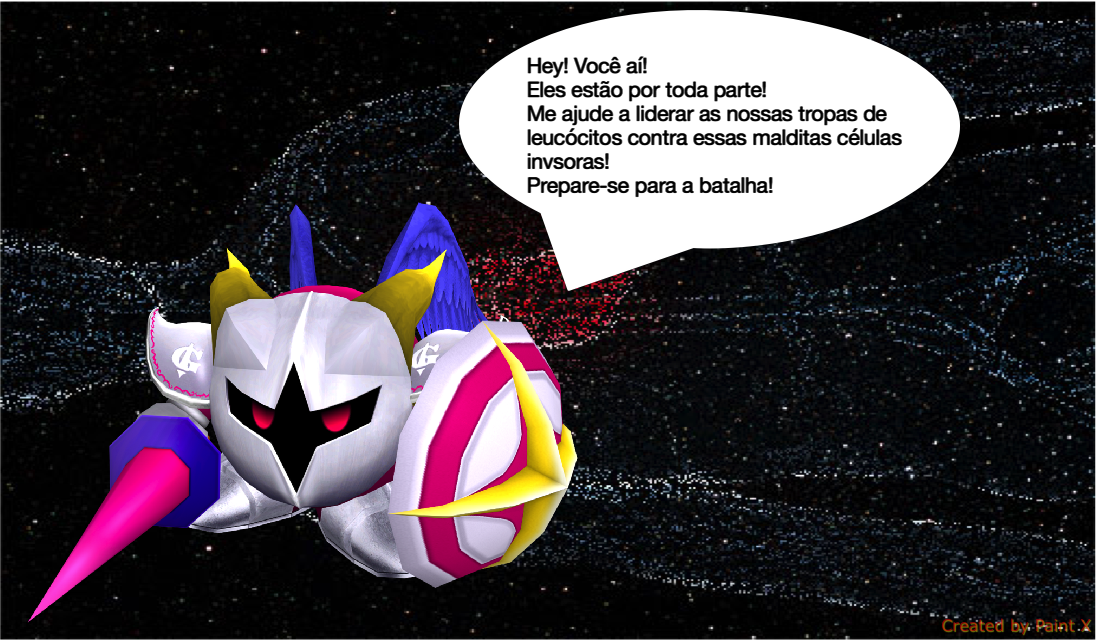 Hey! Você aí!
Eles estão por toda parte!
Me ajude a liderar as nossas tropas de
leucócitos contra essas malditas células
invsoras!
Prepare-se para a batalha!
G
G
Created by Paint X